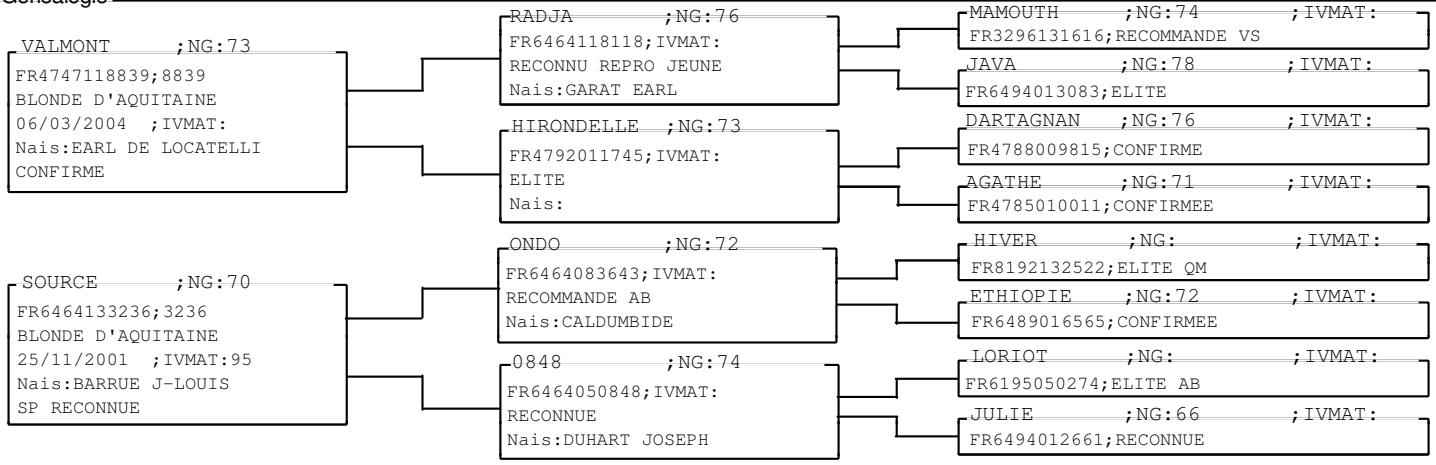 Généalogie
VALMONT ;NG:73
FR4747118839;8839
BLONDE D'AQUITAINE
06/03/2004 ;IVMAT:
Nais:EARL DE LOCATELLI
CONFIRME
SOURCE ;NG:70
FR6464133236;3236
BLONDE D'AQUITAINE
25/11/2001 ;IVMAT:95
Nais:BARRUE J-LOUIS
SP RECONNUE
RADJA ;NG:76
FR6464118118;IVMAT:
RECONNU REPRO JEUNE
Nais:GARAT EARL
HIRONDELLE ;NG:73
FR4792011745;IVMAT:
ELITE
Nais:
ONDO ;NG:72
FR6464083643;IVMAT:
RECOMMANDE AB
Nais:CALDUMBIDE
0848 ;NG:74
FR6464050848;IVMAT:
RECONNUE
Nais:DUHART JOSEPH
MAMOUTH ;NG:74 ;IVMAT:
FR3296131616;RECOMMANDE VS
JAVA ;NG:78 ;IVMAT:
FR6494013083;ELITE
DARTAGNAN ;NG:76 ;IVMAT:
FR4788009815;CONFIRME
AGATHE ;NG:71 ;IVMAT:
FR4785010011;CONFIRMEE
HIVER ;NG: ;IVMAT:
FR8192132522;ELITE QM
ETHIOPIE ;NG:72 ;IVMAT:
FR6489016565;CONFIRMEE
LORIOT ;NG: ;IVMAT:
FR6195050274;ELITE AB
JULIE ;NG:66 ;IVMAT:
FR6494012661;RECONNUE